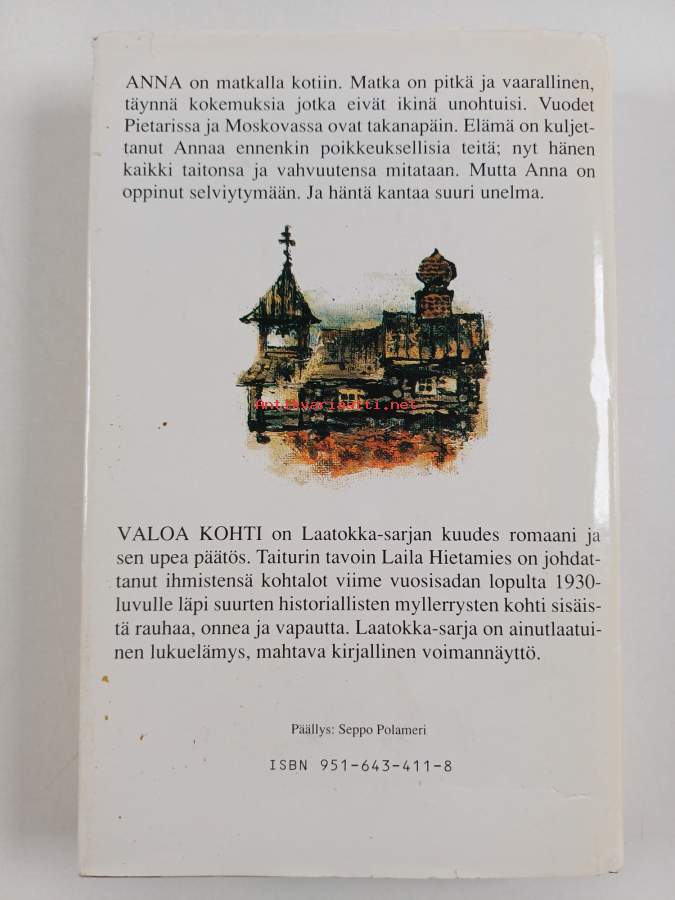 ANNA on matkalla kotiin. Matka on pitkä ja vaarallinen,
täynnä kokemuksia jotka eivät ikinä unohtuisi. Vuodet
Pietarissa ja Moskovassa ovat takanapäin. Elämä on kuljet-
tanut Annaa ennenkin poikkeuksellisia teitä; nyt hänen
kaikki taitonsa ja vahvuutensa mitataan. Mutta Anna on
oppinut selviytymään. Ja häntä kantaa suuri unelma.
Antikvariaatti.net
VALOA KOHTI on Laatokka-sarjan kuudes romaani ja
sen upea päätös. Taiturin tavoin Laila Hietamies on johdat-
tanut ihmistensä kohtalot viime vuosisadan lopulta 1930-
luvulle läpi suurten historiallisten myllerrysten kohti sisäis-
tä rauhaa, onnea ja vapautta. Laatokka-sarja on ainutlaatui-
nen lukuelämys, mahtava kirjallinen voimannäyttö.
Päällys: Seppo Polameri
ISBN 951-643-411-8